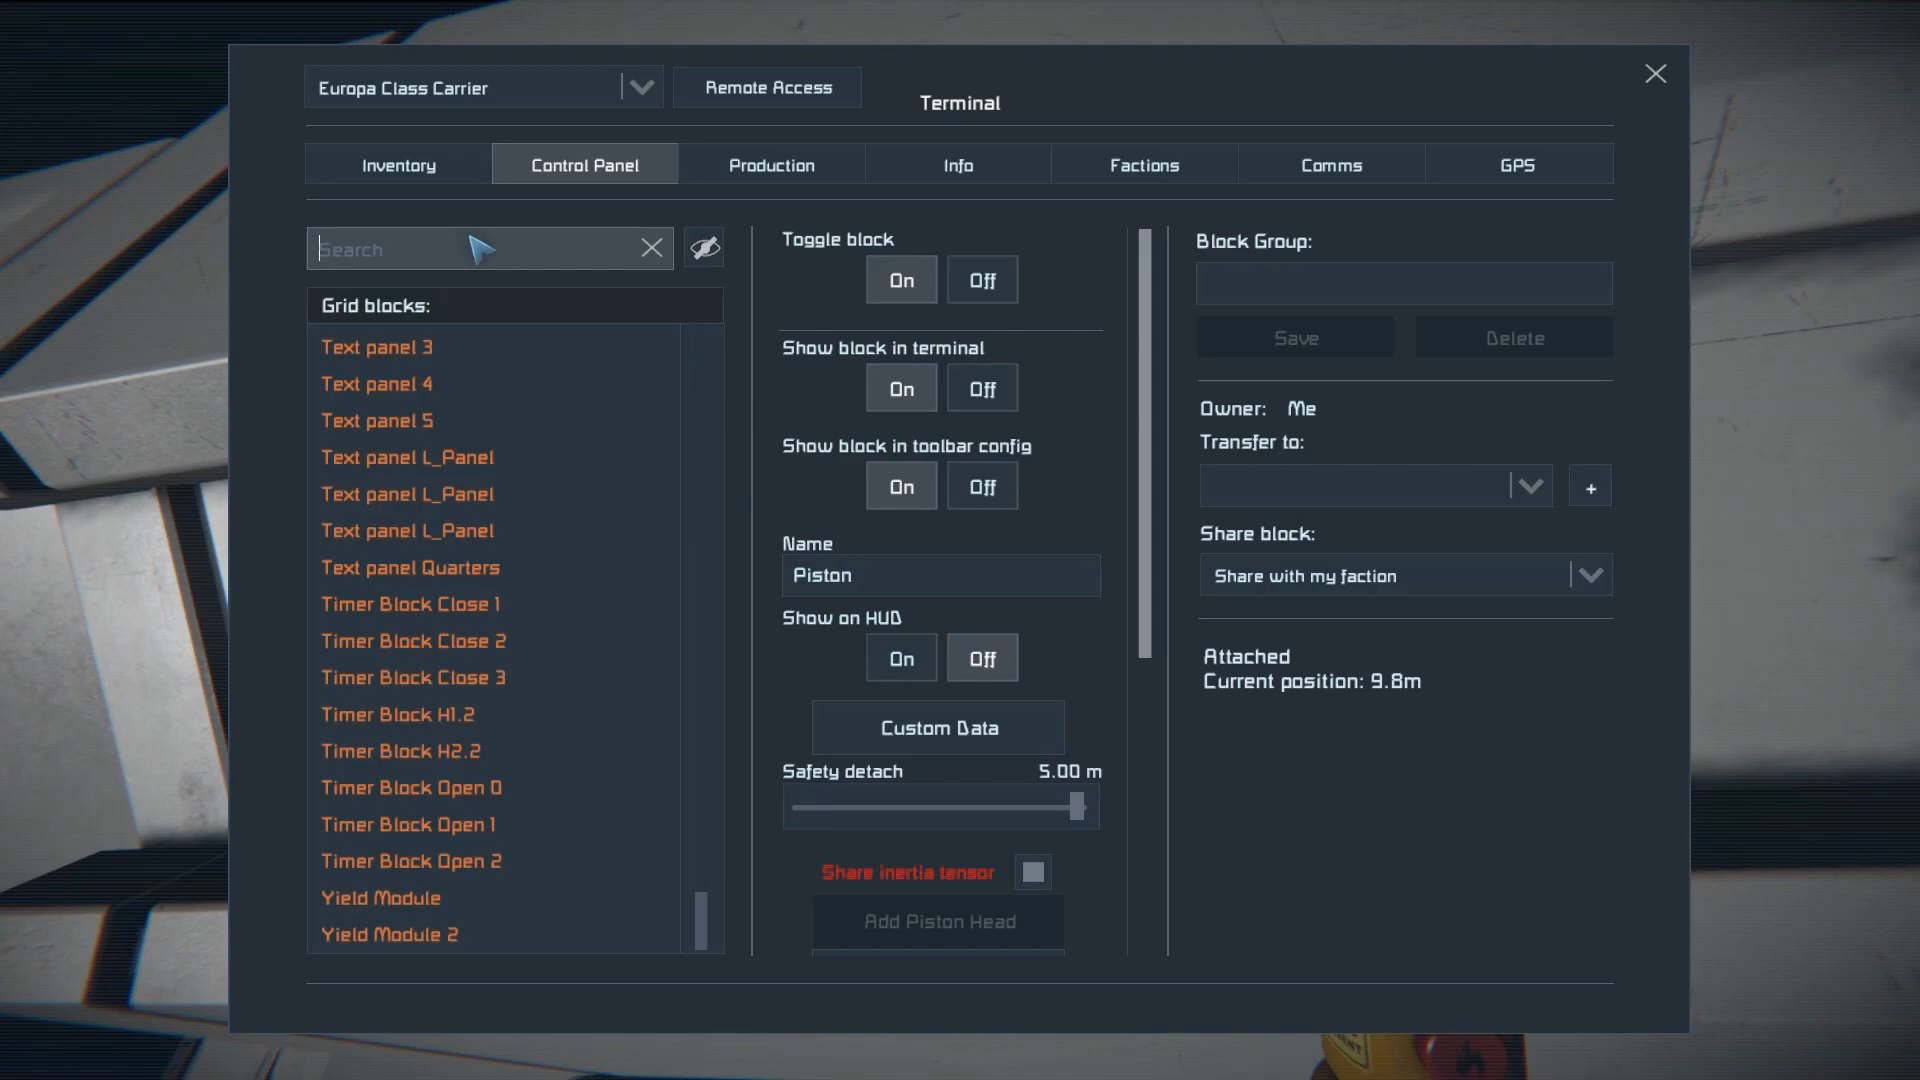 Europa Class Carrier
Remote Access
Terminal
Inventory
Control Panel
Production
Info
Factions
Comms
GPS
Search
Grid blocks:
Text panel 3
Text panel 4
Text panel 5
Text panel L_Panel
Text panel L_Panel
Text panel L_Panel
Text panel Quarters
Timer Block Close 1
Timer Block Close 2
Timer Block Close 3
Timer Block H1.2
Timer Block H2.2
Timer Block Open 0
Timer Block Open 1
Timer Block Open 2
Yield Module
Yield Module 2
Toggle block
On
Off
Show block in terminal
On
Off
Show block in toolbar config
On
Off
Name
Piston
Show on HUD
On
Off
Custom Data
Safety detach 5.00 m
Share inertia tensor
Add Piston Head
Block Group:
Save
Delete
Owner: Me
Transfer to:
+
Share block:
Share with my faction
Attached
Current position: 9.8m